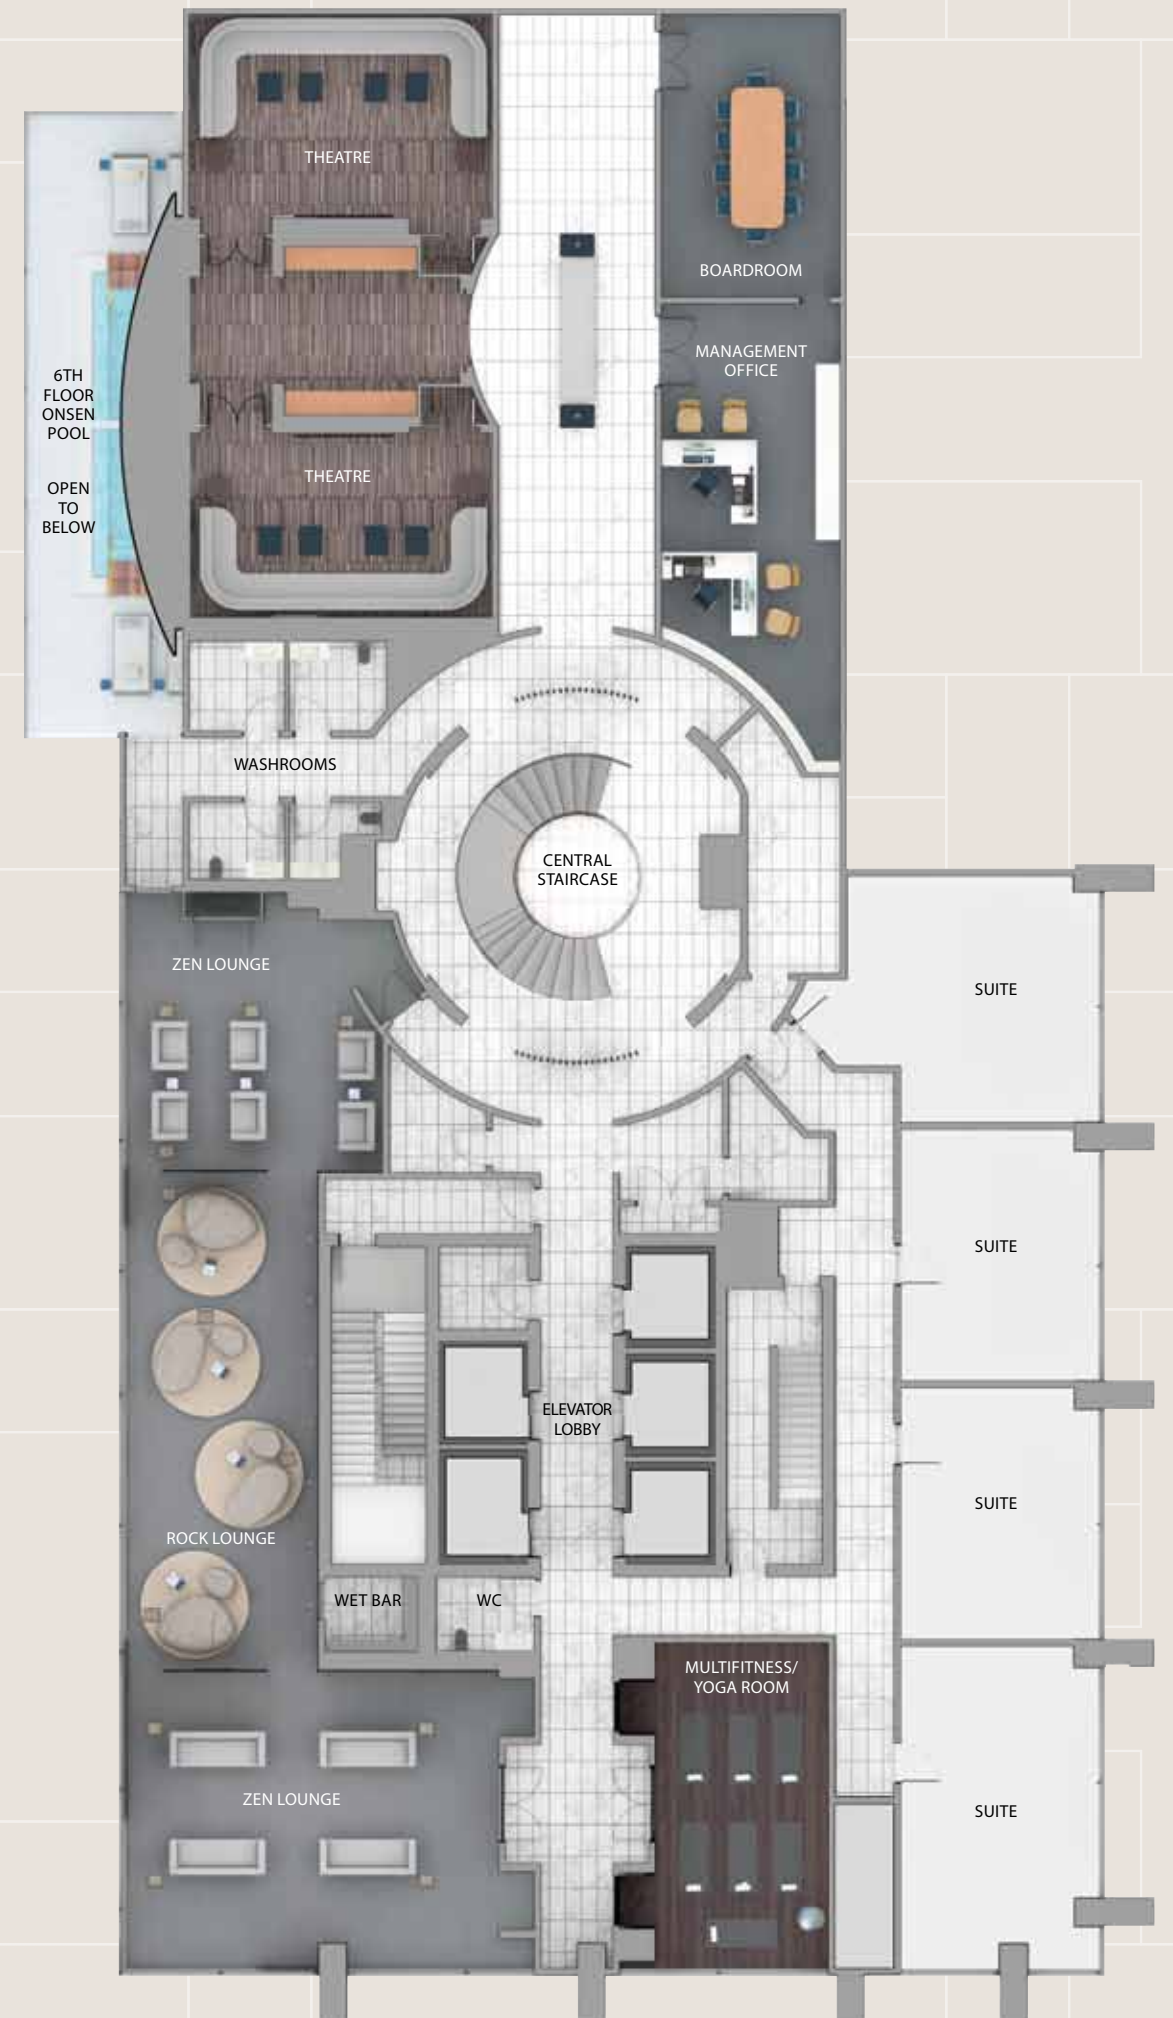 THEATRE
BOARDROOM
MANAGEMENT
OFFICE
6TH
FLOOR
ONSEN
POOL
OPEN
TO
BELOW
THEATRE
WASHROOMS
CENTRAL
STAIRCASE
ZEN LOUNGE
SUITE
SUITE
ELEVATOR
LOBBY
SUITE
ROCK LOUNGE
WET BAR
WC
MULTIFITNESS/
YOGA ROOM
ZEN LOUNGE
SUITE